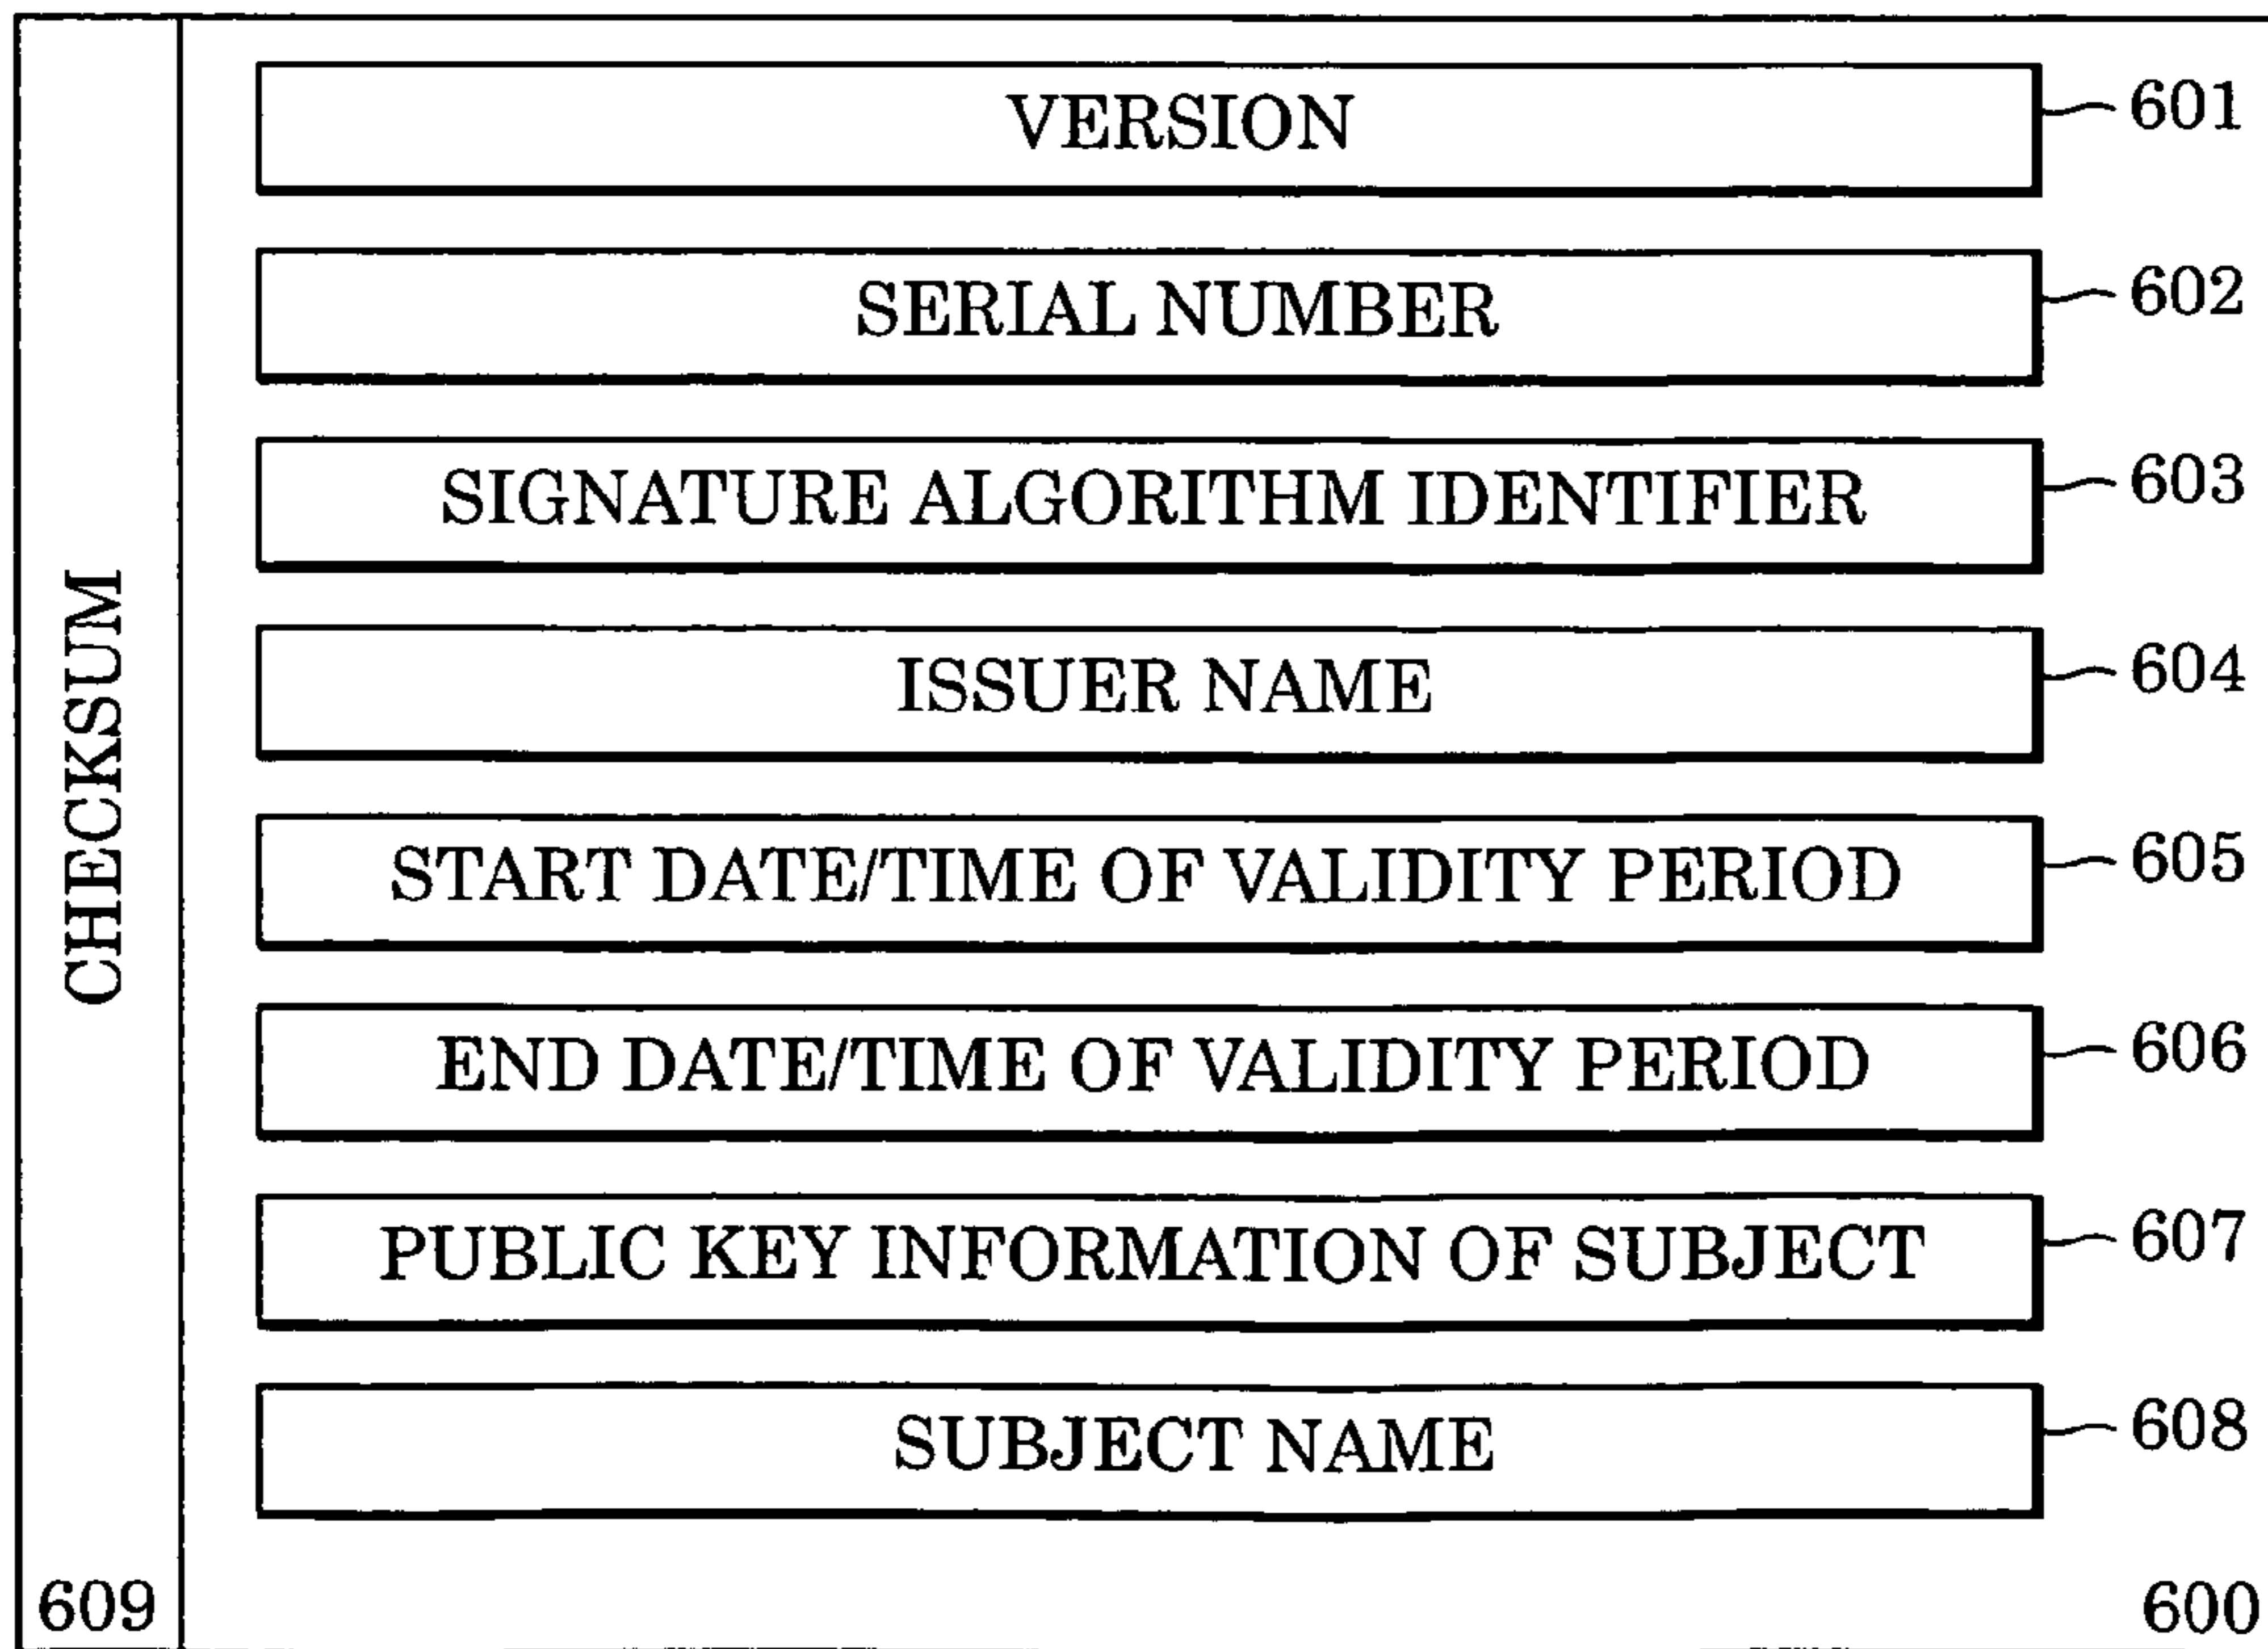 CHECKSUM
609
VERSION
601
SERIAL NUMBER
602
SIGNATURE ALGORITHM IDENTIFIER
603
ISSUER NAME
604
START DATE/TIME OF VALIDITY PERIOD
605
END DATE/TIME OF VALIDITY PERIOD
606
PUBLIC KEY INFORMATION OF SUBJECT
607
SUBJECT NAME
608
600